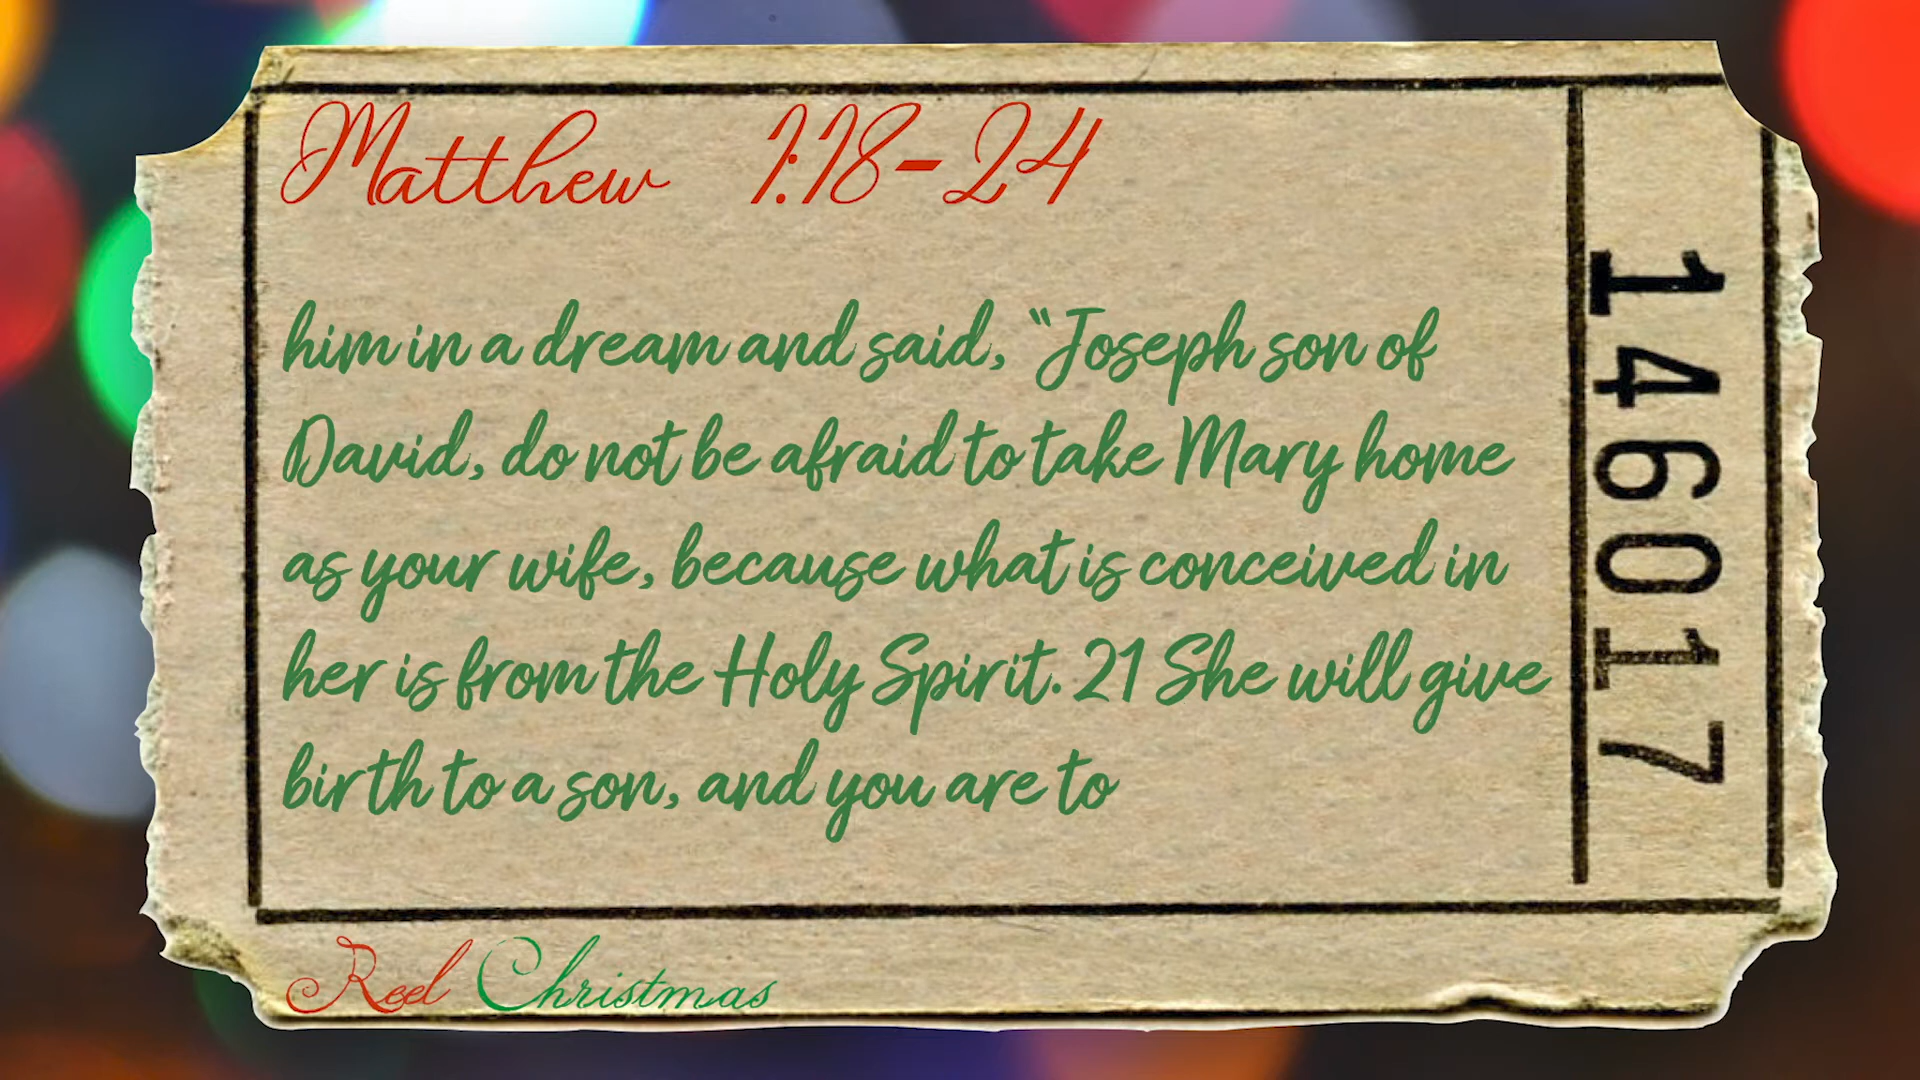 Matthew 1:18-24
him in a dream and said, “Joseph son of
David, do not be afraid to take Mary home
as your wife, because what is conceived in
her is from the Holy Spirit. 21 She will give
birth to a son, and you are to
146017
Reel Christmas